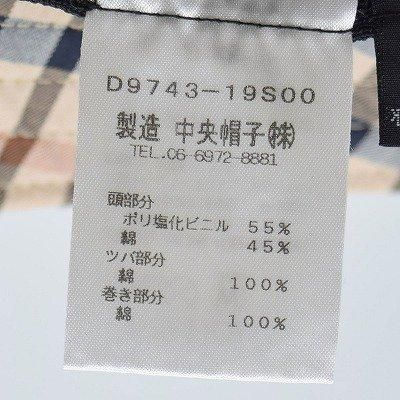 D9743-19S00
製造 中央帽子㈱
TEL.06-6972-8881
頭部分
ポリ塩化ビニル 55%
綿 45%
ツバ部分
綿 100%
巻き部分
綿 100%